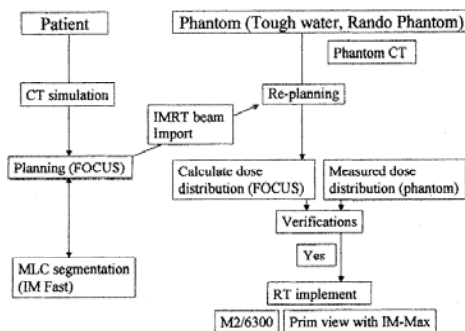 Patient
Phantom (Tough water, Rando Phantom)
Phantom CT
CT simulation
Re-planning
IMRT beam
Import
Planning (FOCUS)
Calculate dose
distribution (FOCUS)
Measured dose
distribution (phantom)
Verifications
Yes
MLC segmentation
(IM Fast)
RT implement
M2/6300
Prim view with IM-Max